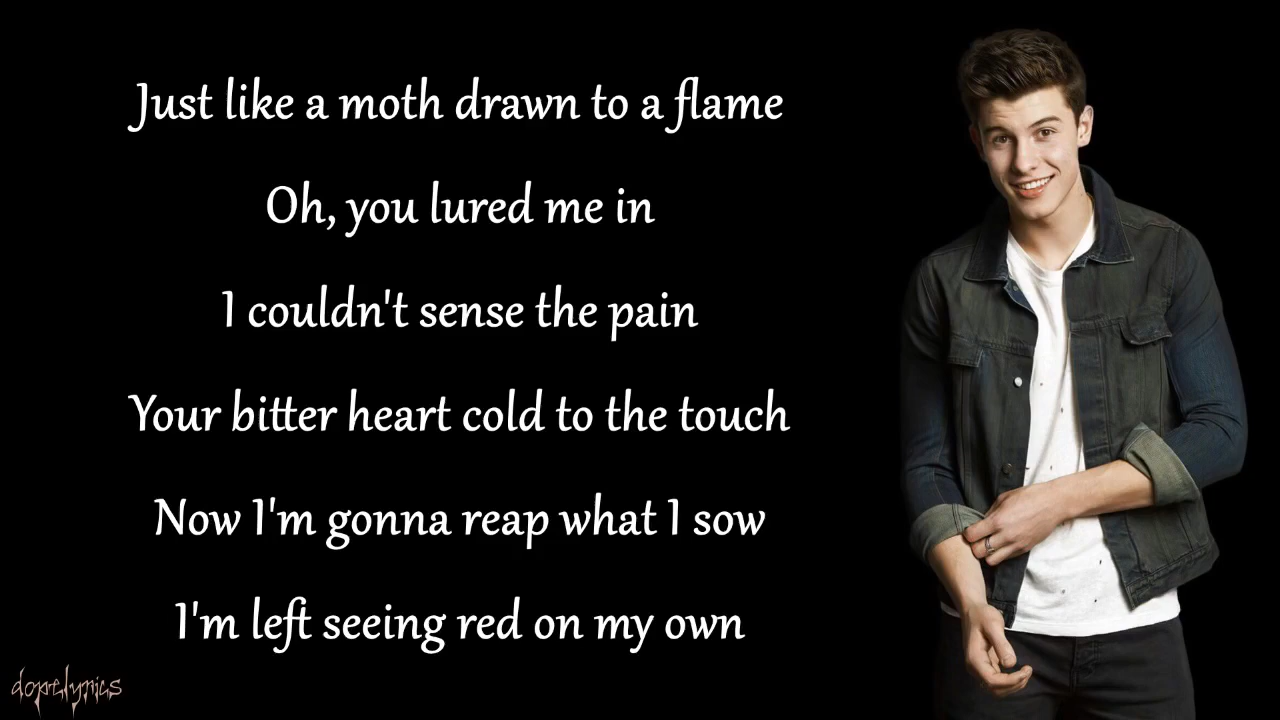 Just like a moth drawn to a flame
Oh, you lured me in
I couldn't sense the pain
Your bitter heart cold to the touch
Now I'm gonna reap what I sow
I'm left seeing red on my own
dopelyrics